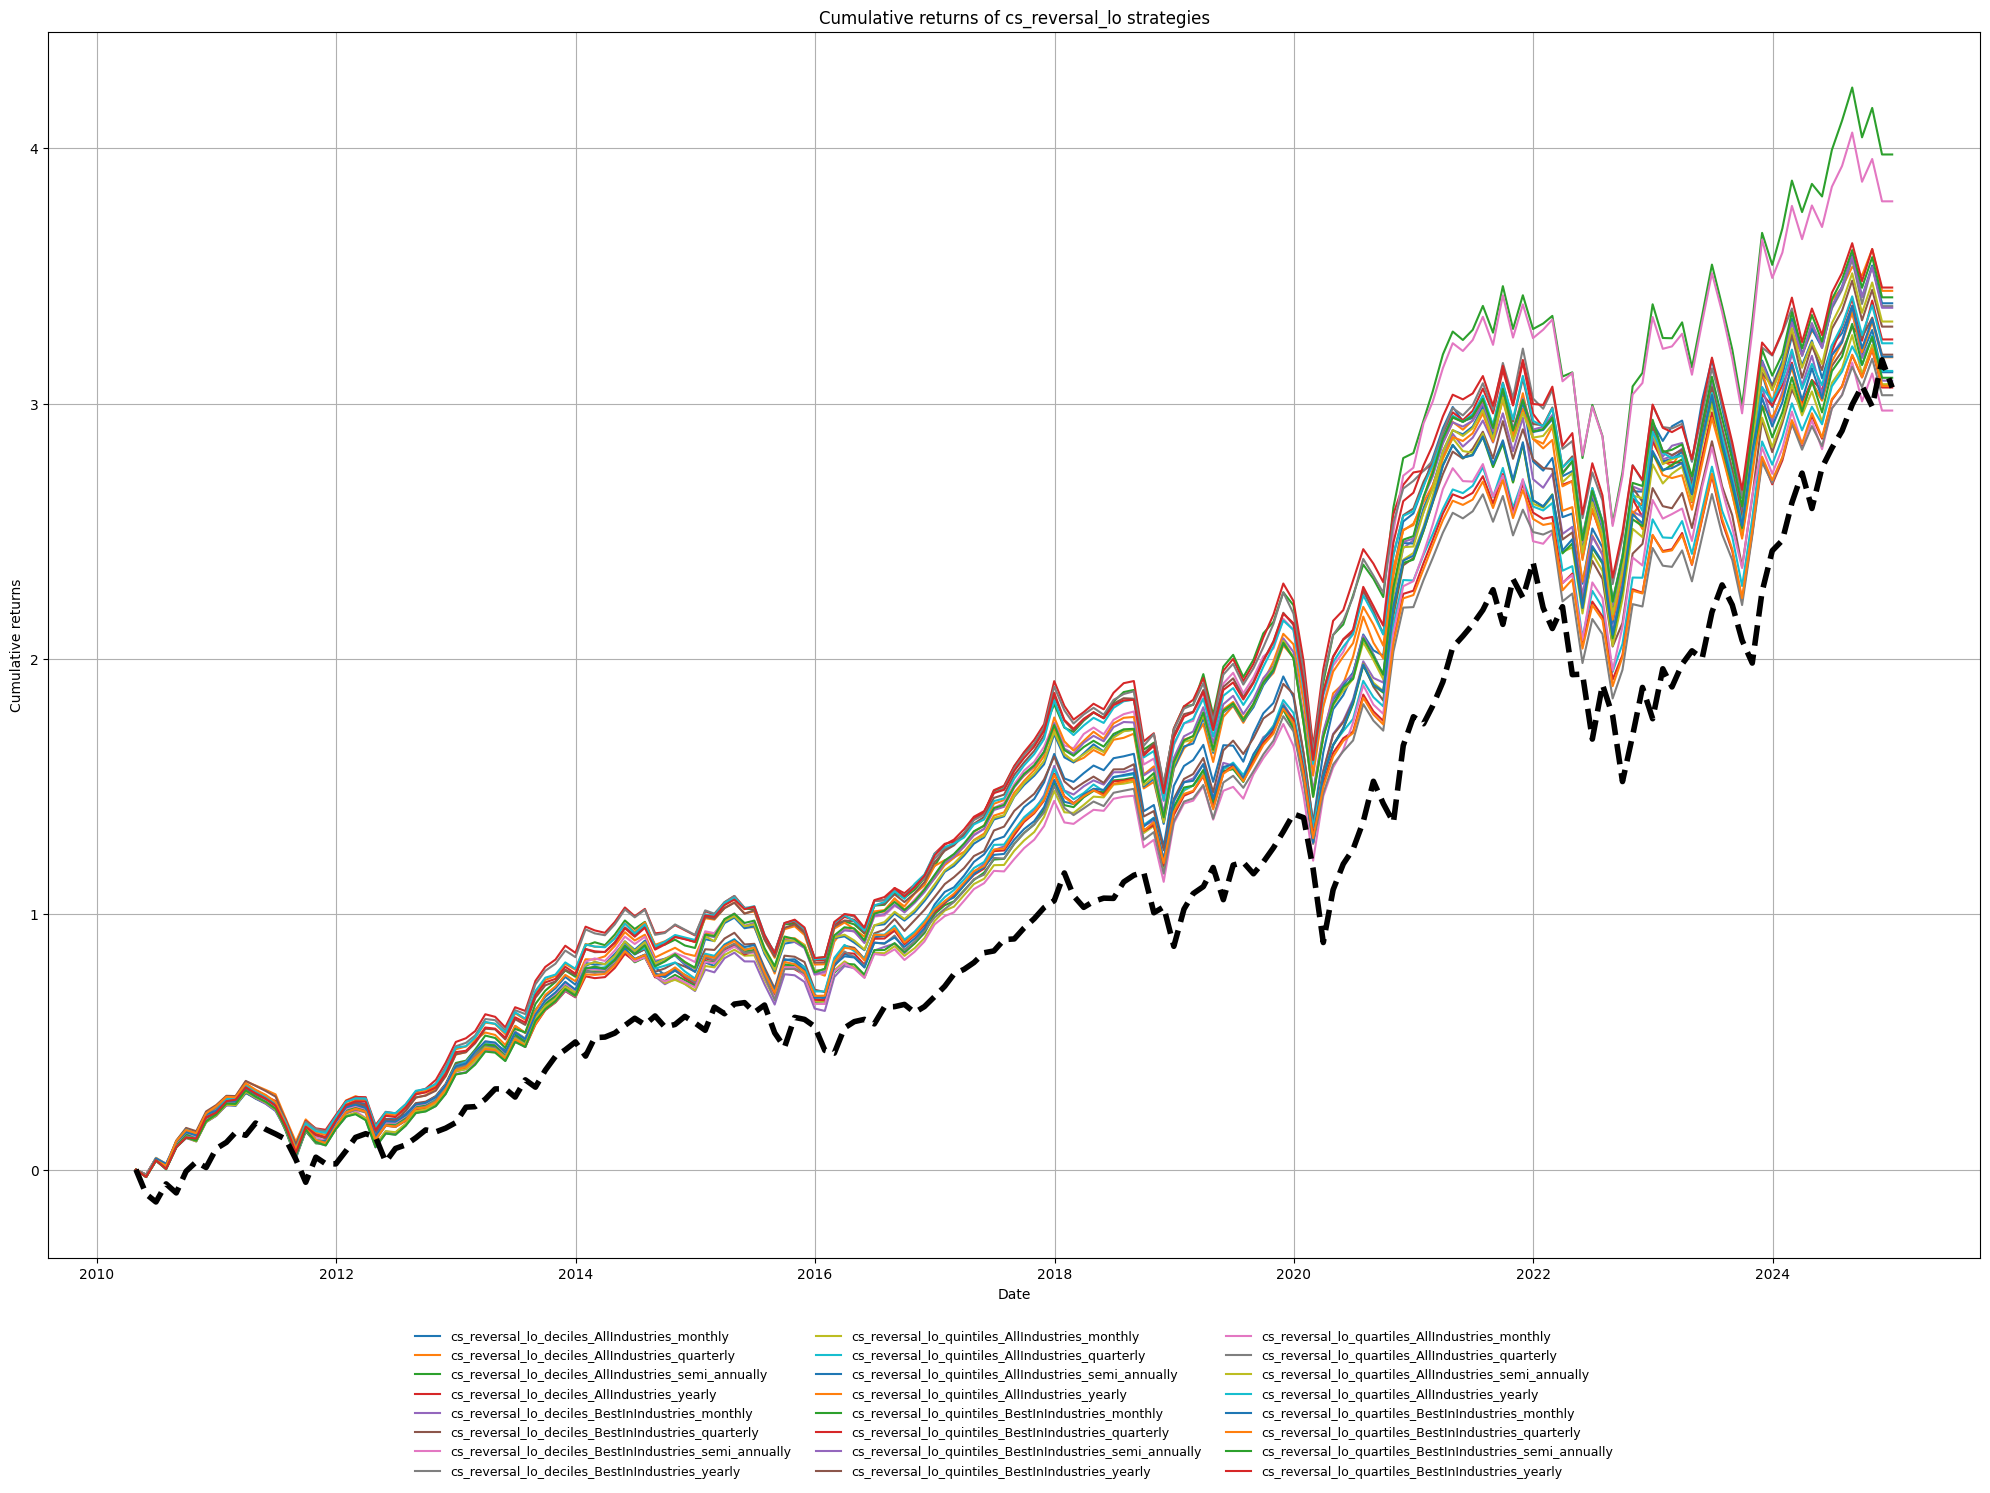 Cumulative returns of cs_reversal_lo strategies
Cumulative returns
4
3
2
1
0
2010 2012 2014 2016 2018 2020 2022 2024
Date
cs_reversal_lo_deciles_AllIndustries_monthly
cs_reversal_lo_deciles_AllIndustries_quarterly
cs_reversal_lo_deciles_AllIndustries_semi_annually
cs_reversal_lo_deciles_AllIndustries_yearly
cs_reversal_lo_deciles_BestInIndustries_monthly
cs_reversal_lo_deciles_BestInIndustries_quarterly
cs_reversal_lo_deciles_BestInIndustries_semi_annually
cs_reversal_lo_deciles_BestInIndustries_yearly
cs_reversal_lo_quintiles_AllIndustries_monthly
cs_reversal_lo_quintiles_AllIndustries_quarterly
cs_reversal_lo_quintiles_AllIndustries_semi_annually
cs_reversal_lo_quintiles_AllIndustries_yearly
cs_reversal_lo_quintiles_BestInIndustries_monthly
cs_reversal_lo_quintiles_BestInIndustries_quarterly
cs_reversal_lo_quintiles_BestInIndustries_semi_annually
cs_reversal_lo_quintiles_BestInIndustries_yearly
cs_reversal_lo_quartiles_AllIndustries_monthly
cs_reversal_lo_quartiles_AllIndustries_quarterly
cs_reversal_lo_quartiles_AllIndustries_semi_annually
cs_reversal_lo_quartiles_AllIndustries_yearly
cs_reversal_lo_quartiles_BestInIndustries_monthly
cs_reversal_lo_quartiles_BestInIndustries_quarterly
cs_reversal_lo_quartiles_BestInIndustries_semi_annually
cs_reversal_lo_quartiles_BestInIndustries_yearly